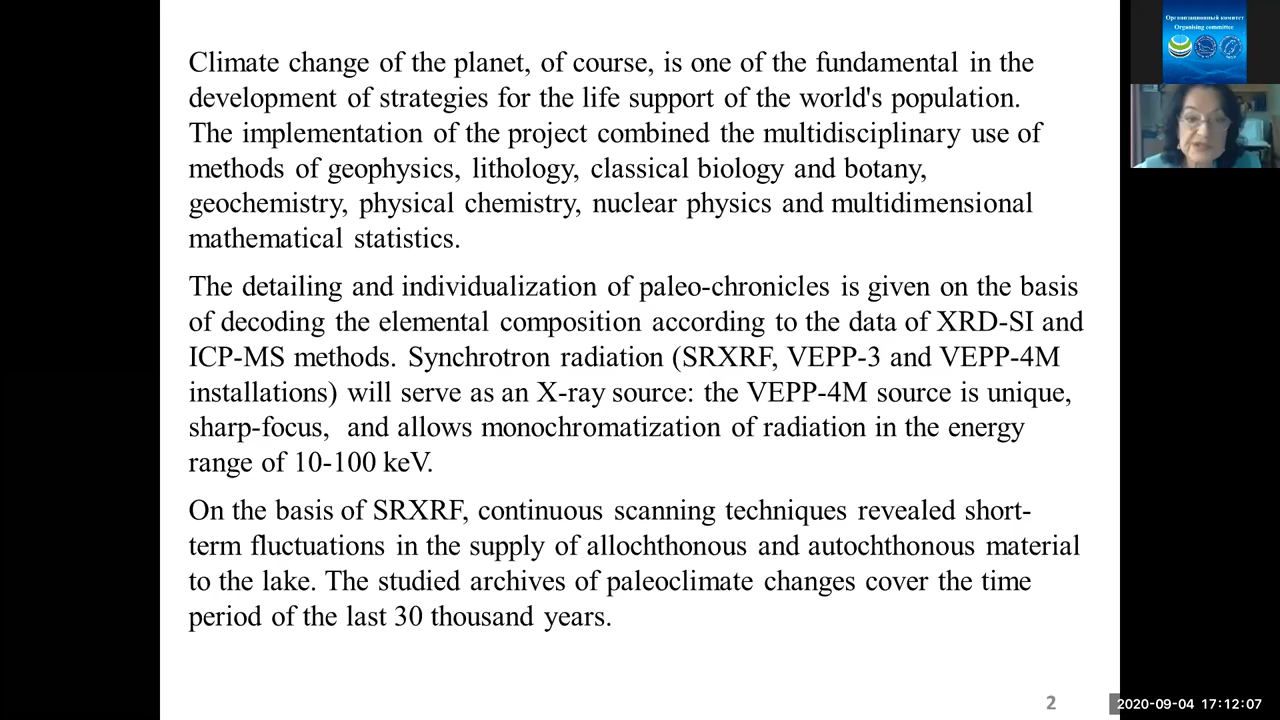 Climate change of the planet, of course, is one of the fundamental in the
development of strategies for the life support of the world's population.
The implementation of the project combined the multidisciplinary use of
methods of geophysics, lithology, classical biology and botany,
geochemistry, physical chemistry, nuclear physics and multidimensional
mathematical statistics.
The detailing and individualization of paleo-chronicles is given on the basis
of decoding the elemental composition according to the data of XRD-SI and
ICP-MS methods. Synchrotron radiation (SRXRF, VEPP-3 and VEPP-4M
installations) will serve as an X-ray source: the VEPP-4M source is unique,
sharp-focus, and allows monochromatization of radiation in the energy
range of 10-100 keV.
On the basis of SRXRF, continuous scanning techniques revealed short-
term fluctuations in the supply of allochthonous and autochthonous material
to the lake. The studied archives of paleoclimate changes cover the time
period of the last 30 thousand years.
2
Организационный комитет
Organising committee
2020-09-04 17:12:07